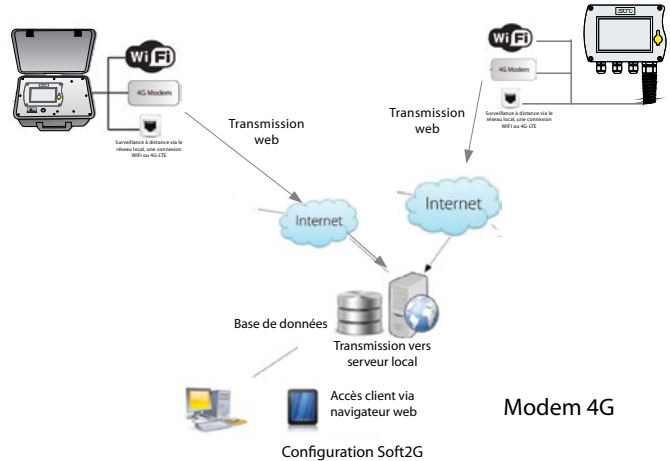 WiFi
4G Modem
Surveillance à distance via le
réseau local, une connexion
WIFI ou 4G-LTE
Transmission
web
Internet
SUTO
WiFi
4G Modem
Surveillance à distance via le
réseau local, une connexion
WIFI ou 4G-LTE
Transmission
web
Internet
Base de données
Transmission vers
serveur local
Accès client via
navigateur web
Modem 4G
Configuration Soft2G